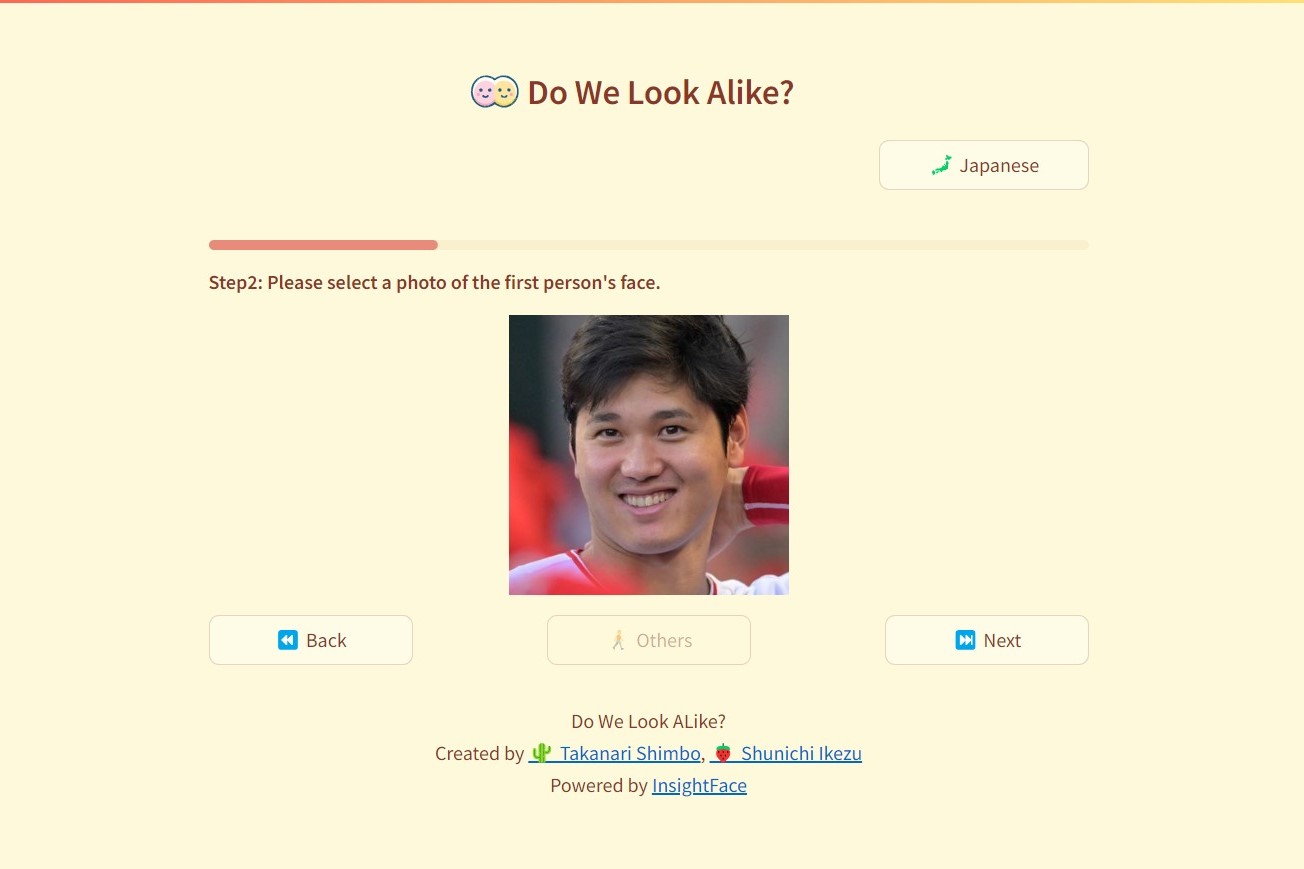 Do We Look Alike?
Japanese
Step2: Please select a photo of the first person's face.
Back
Others
Next
Do We Look ALike?
Created by Takanari Shimbo, Shunichi Ikezu
Powered by InsightFace